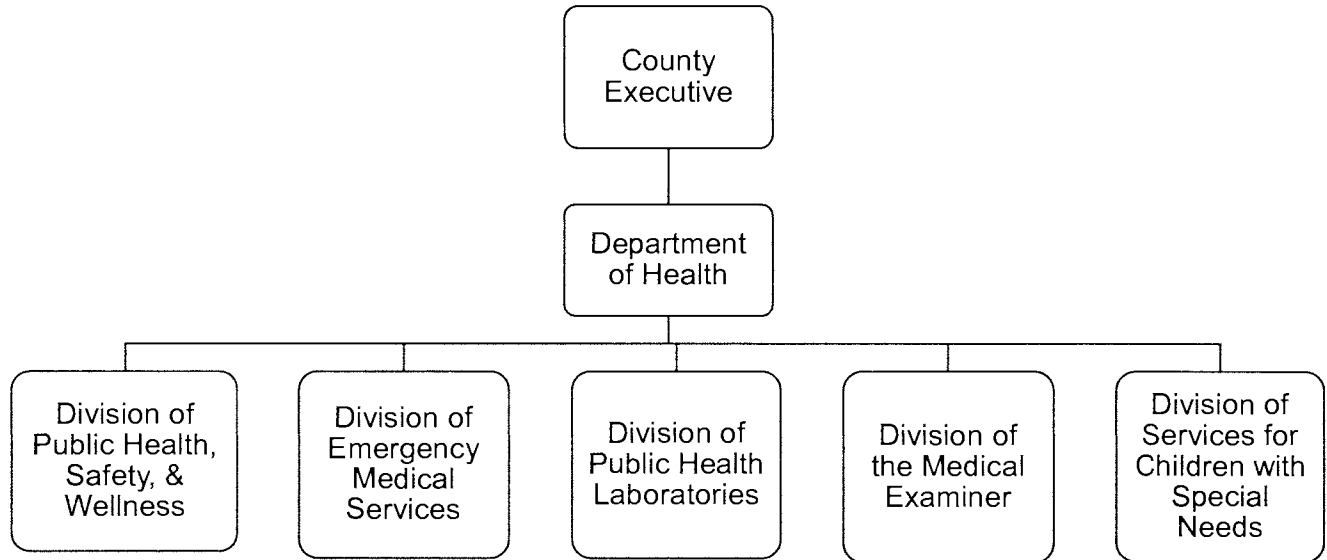 County
Executive
Department
of Health
Division of
Public Health,
Safety, &
Wellness
Division of
Emergency
Medical
Services
Division of
Public Health
Laboratories
Division of
the Medical
Examiner
Division of
Services for
Children with
Special
Needs